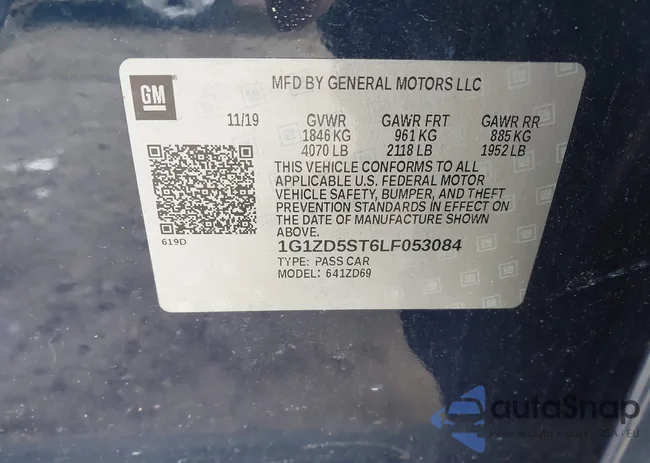 GM
MFD BY GENERAL MOTORS LLC
11/19 GVWR GAWR FRT GAWR RR
1846 KG 961 KG 885 KG
4070 LB 2118 LB 1952 LB
THIS VEHICLE CONFORMS TO ALL
APPLICABLE U.S. FEDERAL MOTOR
VEHICLE SAFETY, BUMPER, AND THEFT
PREVENTION STANDARDS IN EFFECT ON
THE DATE OF MANUFACTURE SHOWN
ABOVE.
619D
1G1ZD5ST6LF053084
TYPE: PASS CAR
MODEL: 641ZD69
autoSnap